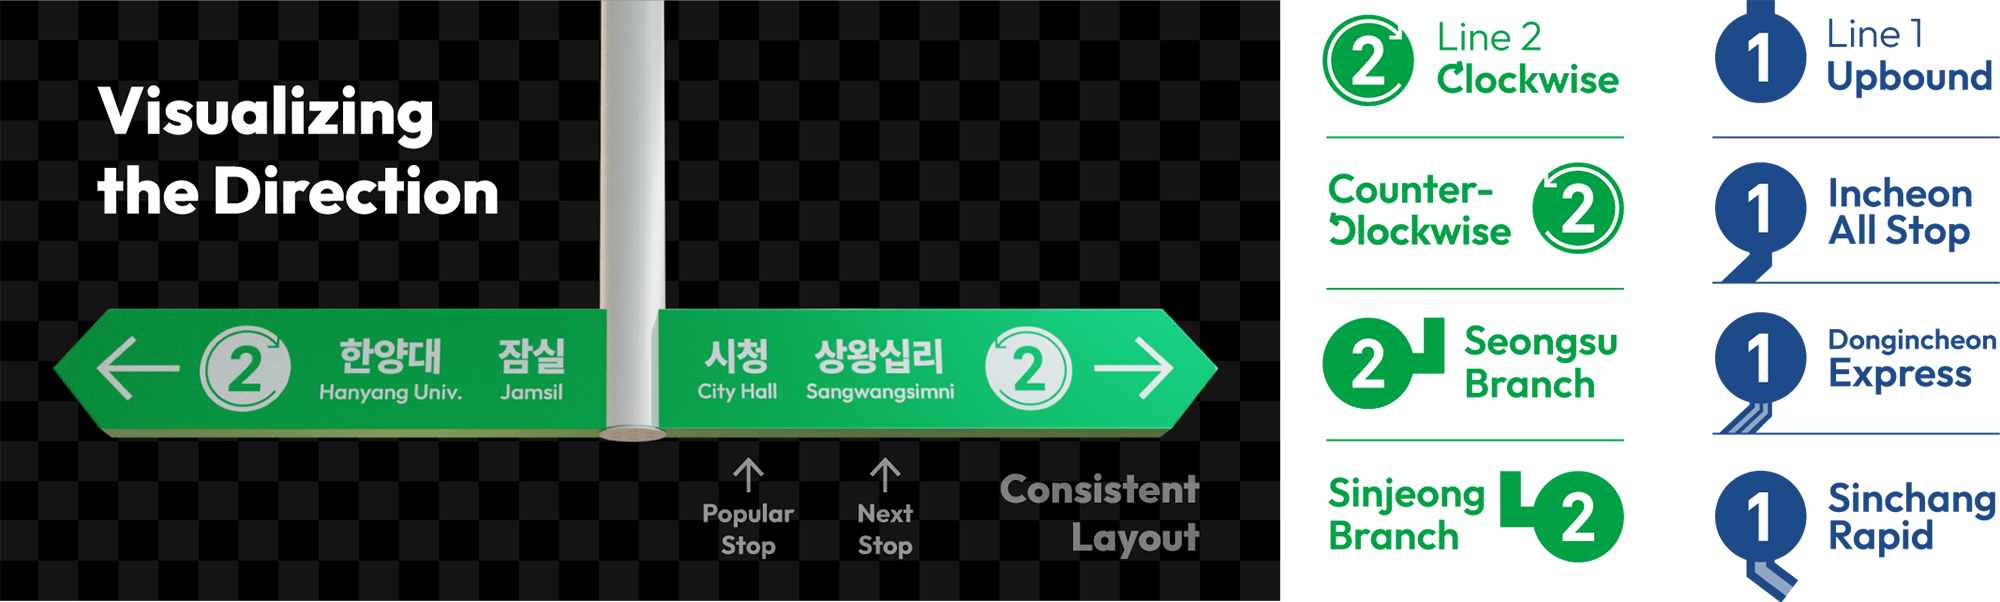 Visualizing
the Direction
2
한양대
Hanyang Univ.
잠실
Jamsil
시청
City Hall
상왕십리
Sangwangsimni
2
Popular
Stop
Next
Stop
Consistent
Layout
2
Line 2
Clockwise
Counter-
Clockwise
2
2
Seongsu
Branch
Sinjeong
Branch
2
1
Line 1
Upbound
1
Incheon
All Stop
1
Dongincheon
Express
1
Sinchang
Rapid